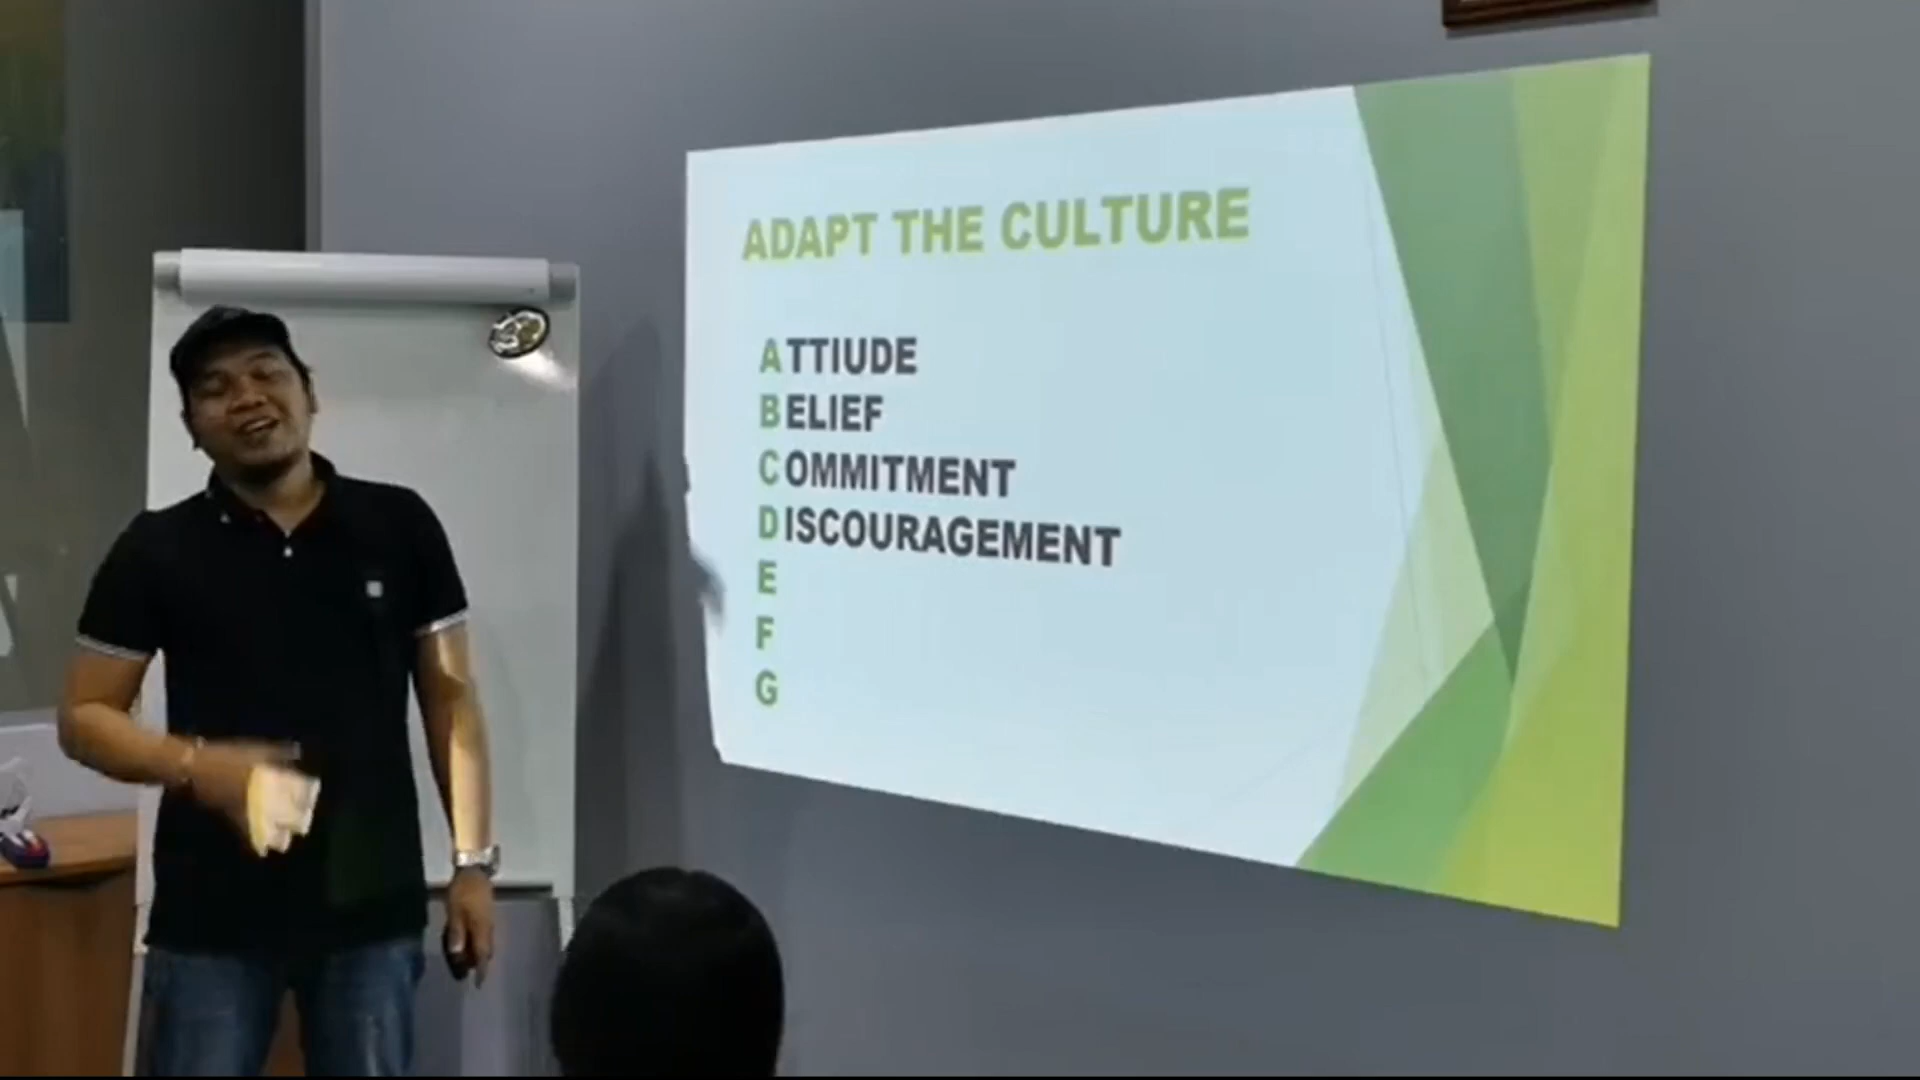 ADAPT THE CULTURE
ATTIUDE
BELIEF
COMMITMENT
DISCOURAGEMENT
E
F
G